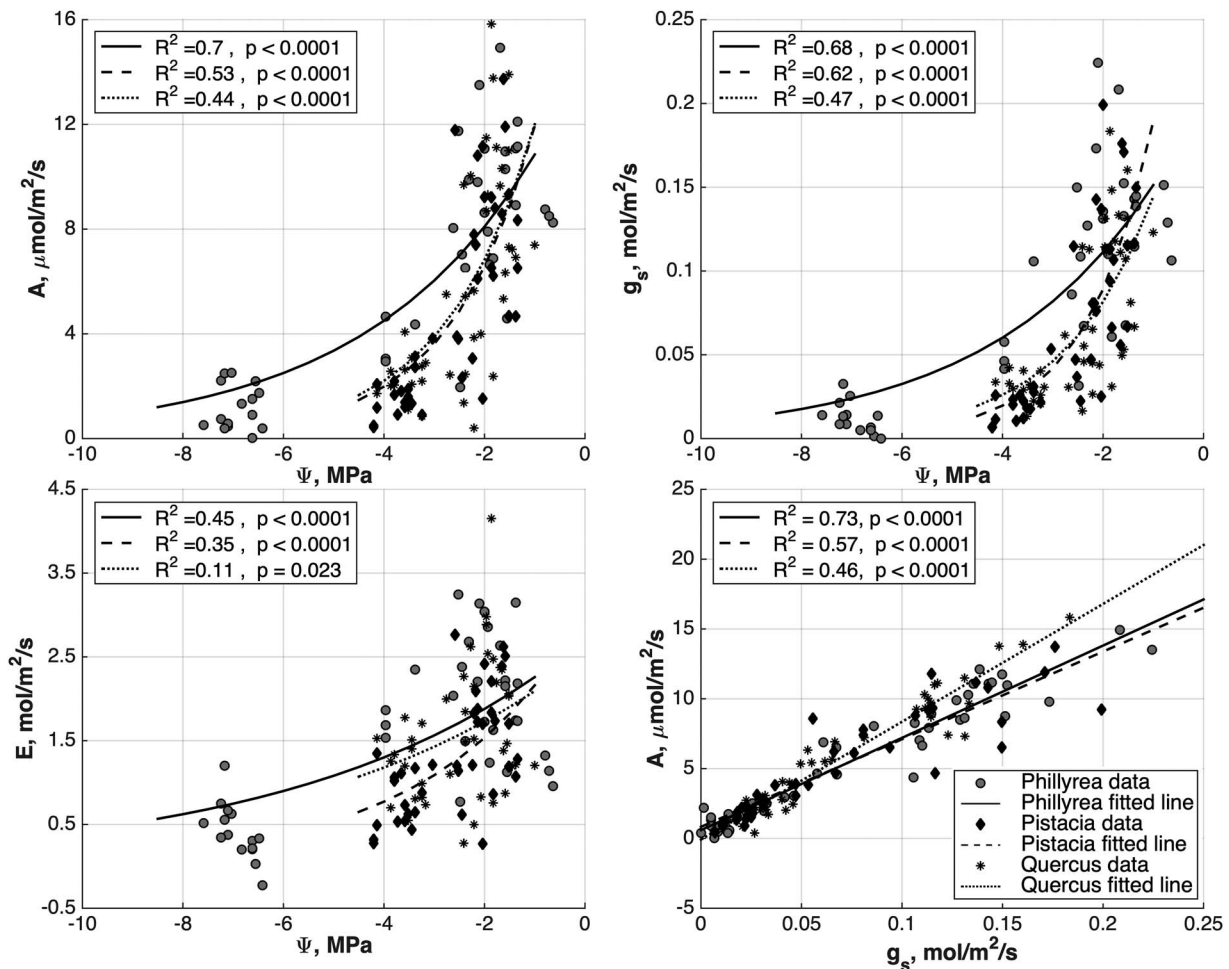 16
12
8
4
0
A, μmol/m²/s
R² =0.7 , p < 0.0001
R² =0.53 , p < 0.0001
R² =0.44 , p < 0.0001
-10 -8 -6 -4 -2 0
Ψ, MPa
0.25
0.2
0.15
0.1
0.05
0
gₛ, mol/m²/s
R² =0.68 , p < 0.0001
R² =0.62 , p < 0.0001
R² =0.47 , p < 0.0001
-10 -8 -6 -4 -2 0
Ψ, MPa
4.5
3.5
2.5
1.5
0.5
-0.5
E, mol/m²/s
R² =0.45 , p < 0.0001
R² =0.35 , p < 0.0001
R² =0.11 , p = 0.023
-10 -8 -6 -4 -2 0
Ψ, MPa
25
20
15
10
5
0
-5
A, μmol/m²/s
R² = 0.73, p < 0.0001
R² = 0.57, p < 0.0001
R² = 0.46, p < 0.0001
Phillyrea data
Phillyrea fitted line
Pistacia data
Pistacia fitted line
Quercus data
Quercus fitted line
0 0.05 0.1 0.15 0.2 0.25
gₛ, mol/m²/s